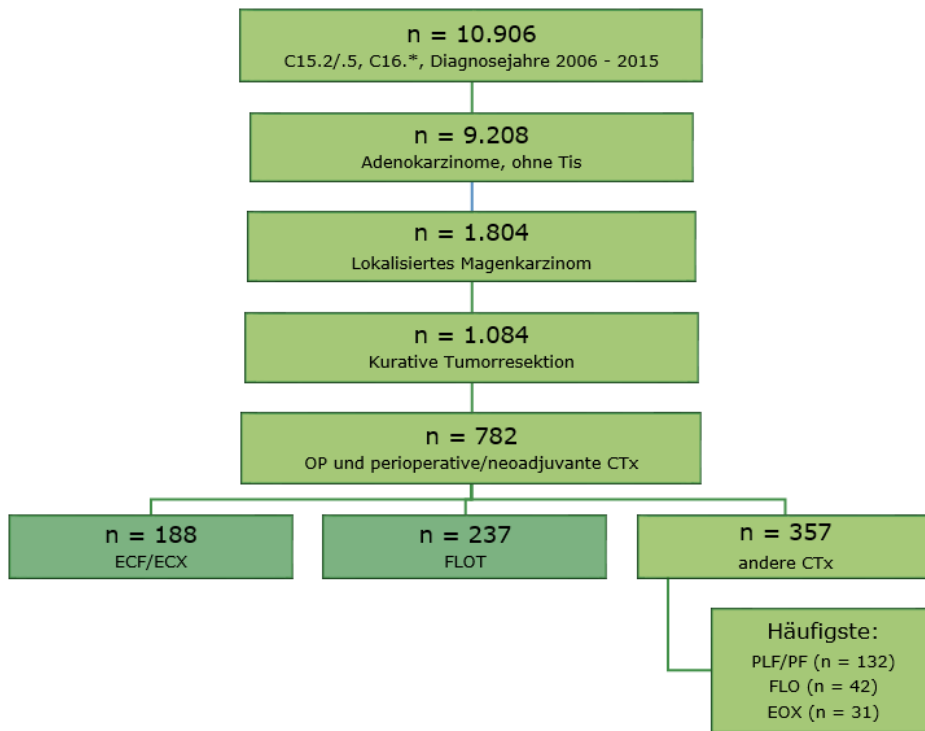 n = 10.906
C15.2/.5, C16.*, Diagnosejahre 2006 - 2015
n = 9.208
Adenokarzinome, ohne Tis
n = 1.804
Lokalisiertes Magenkarzinom
n = 1.084
Kurative Tumorresektion
n = 782
OP und perioperative/neoadjuvante CTx
n = 188
ECF/ECX
n = 237
FLOT
n = 357
andere CTx
Häufigste:
PLF/PF (n = 132)
FLO (n = 42)
EOX (n = 31)